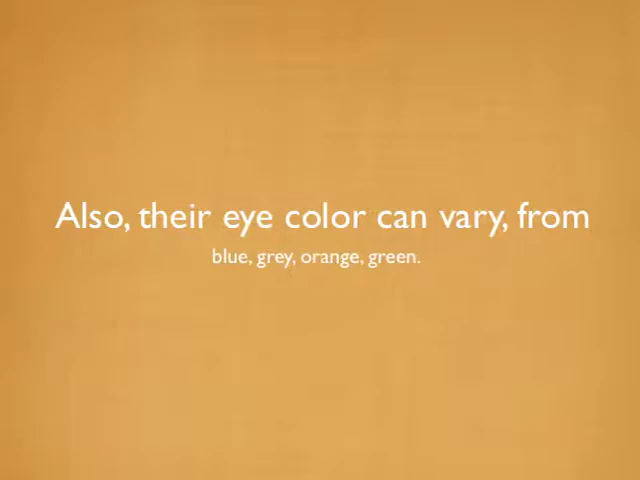 Also, their eye color can vary, from
blue, grey, orange, green.